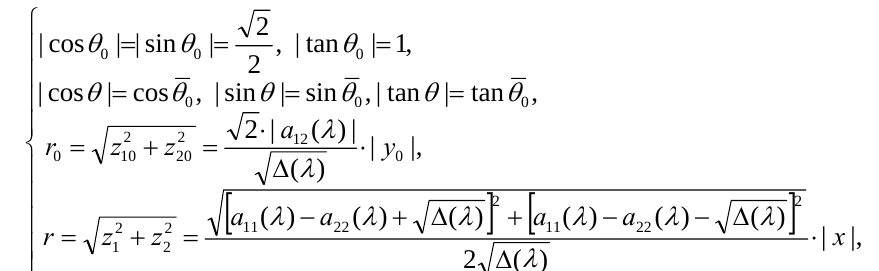 |cos θ₀|=|sin θ₀|= √2/2, |tan θ₀|=1,
|cos θ|= cos θ̅₀, |sin θ|= sin θ̅₀, |tan θ|= tan θ̅₀,
r₀ = √(z₁₀² + z₂₀²) = (√2·|a₁₂(λ)|)/√Δ(λ) ·|y₀|,
r = √(z₁² + z₂²) = √([a₁₁(λ) − a₂₂(λ) + √Δ(λ)]² + [a₁₁(λ) − a₂₂(λ) − √Δ(λ)]²)/(2√Δ(λ)) ·|x|,